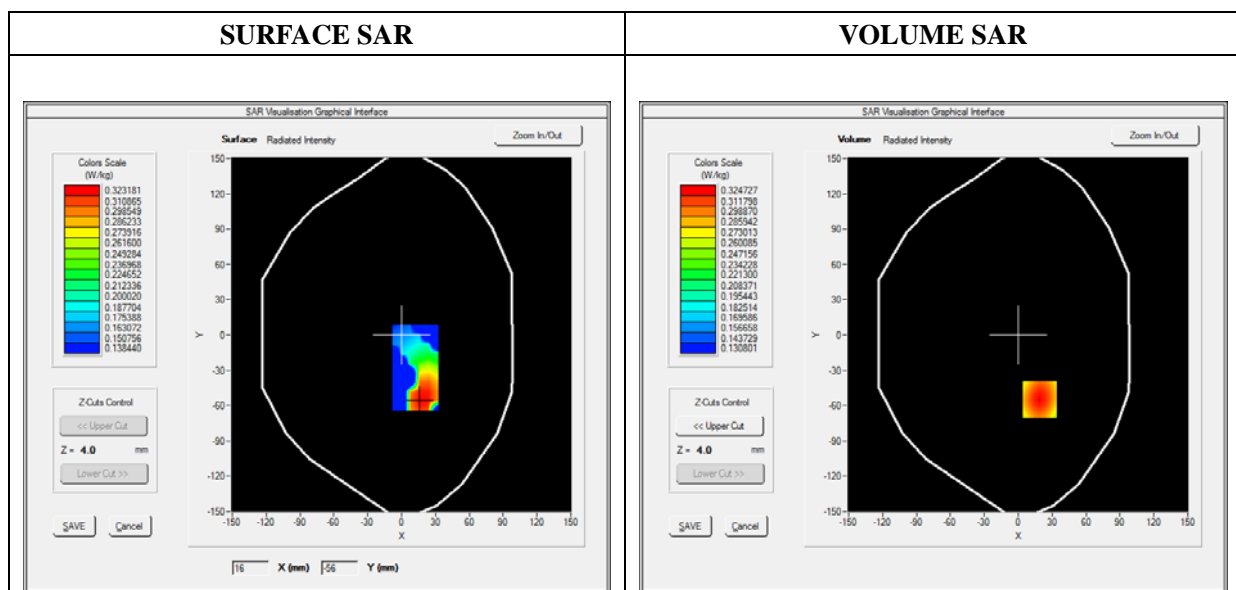 SURFACE SAR
VOLUME SAR
SAR Visualisation Graphical Interface
Surface Radiated Intensity
Zoom In/Out
Colors Scale
(W/kg)
0.323181
0.310865
0.298549
0.286233
0.273916
0.261600
0.249284
0.236968
0.224652
0.212336
0.200020
0.187704
0.175388
0.163072
0.150756
0.138440
150
120
90
60
30
0
-30
-60
-90
-120
-150
Y
-150 -120 -90 -60 -30 0 30 60 90 120 150
X
Z-Cuts Control
<< Upper Cut
Z = 4.0 mm
Lower Cut >>
SAVE Cancel
16 X (mm) -56 Y (mm)
SAR Visualisation Graphical Interface
Volume Radiated Intensity
Zoom In/Out
Colors Scale
(W/kg)
0.324727
0.311798
0.298870
0.285942
0.273013
0.260085
0.247156
0.234228
0.221300
0.208371
0.195443
0.182514
0.169586
0.156658
0.143729
0.130801
150
120
90
60
30
0
-30
-60
-90
-120
-150
Y
-150 -120 -90 -60 -30 0 30 60 90 120 150
X
Z-Cuts Control
<< Upper Cut
Z = 4.0 mm
Lower Cut >>
SAVE Cancel